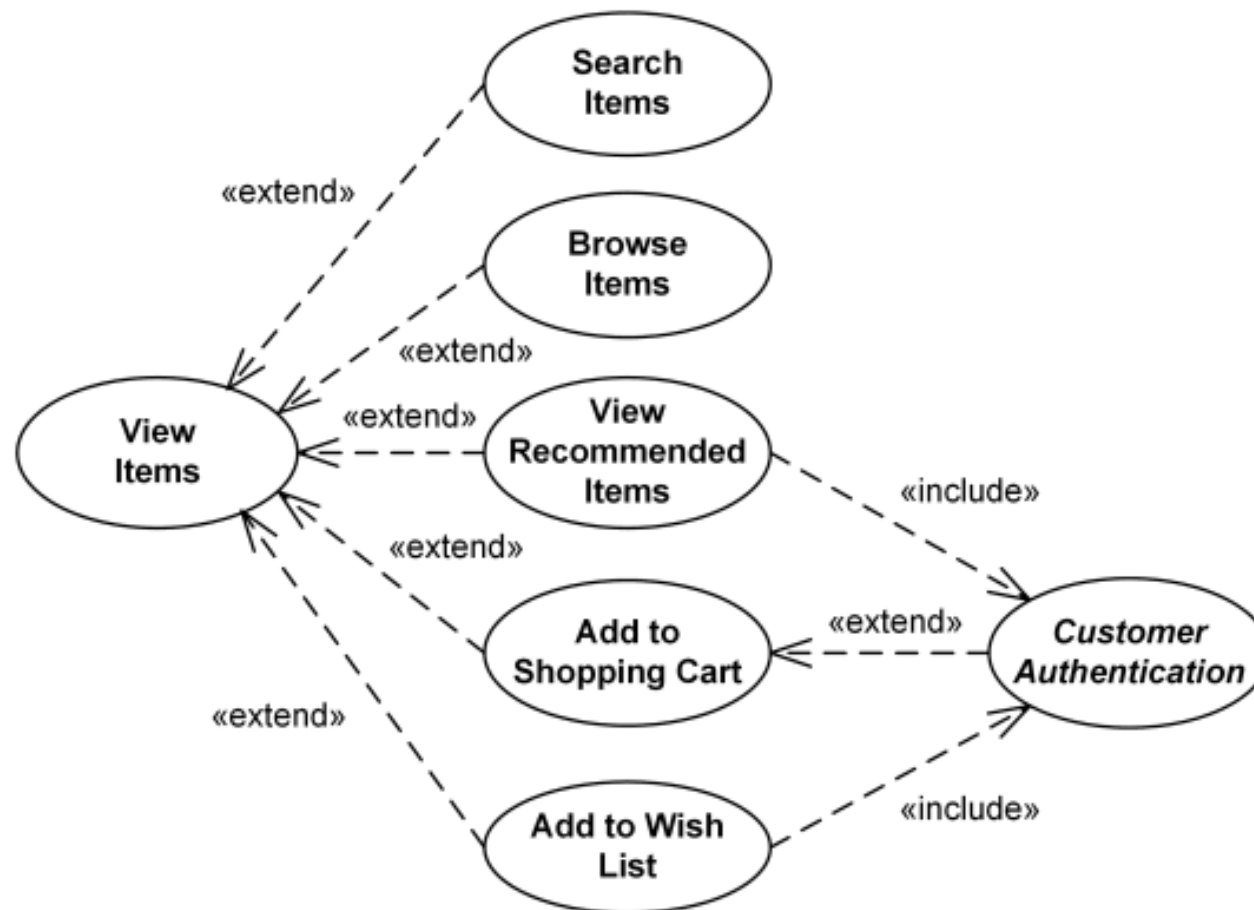 Search
Items
«extend»
Browse
Items
«extend»
View
Items
«extend»
View
Recommended
Items
«include»
«extend»
Add to
Shopping Cart
«extend»
Customer
Authentication
«extend»
Add to Wish
List
«include»